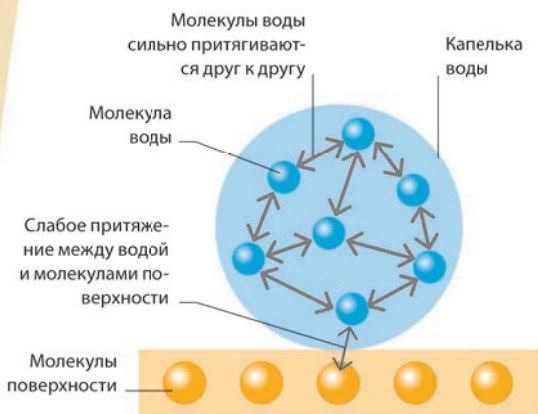 Молекулы воды
сильно притягивают-
ся друг к другу
Капелька
воды
Молекула
воды
Слабое притяже-
ние между водой
и молекулами по-
верхности
Молекулы
поверхности